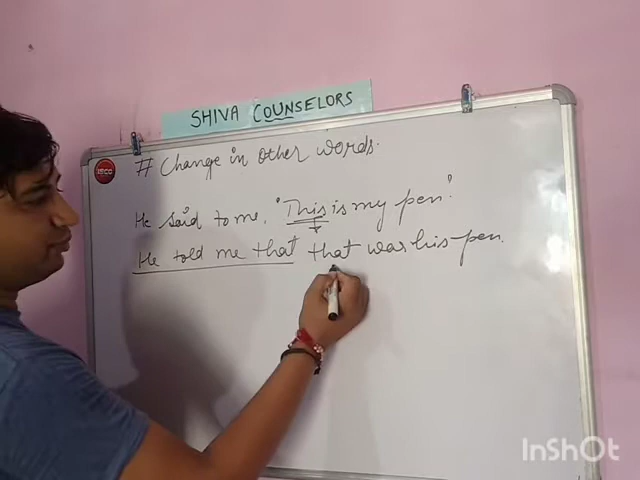 SHIVA COUNSELORS
# Change in other words.
He said to me, 'This is my pen'.
He told me that that was his pen.
InShOt